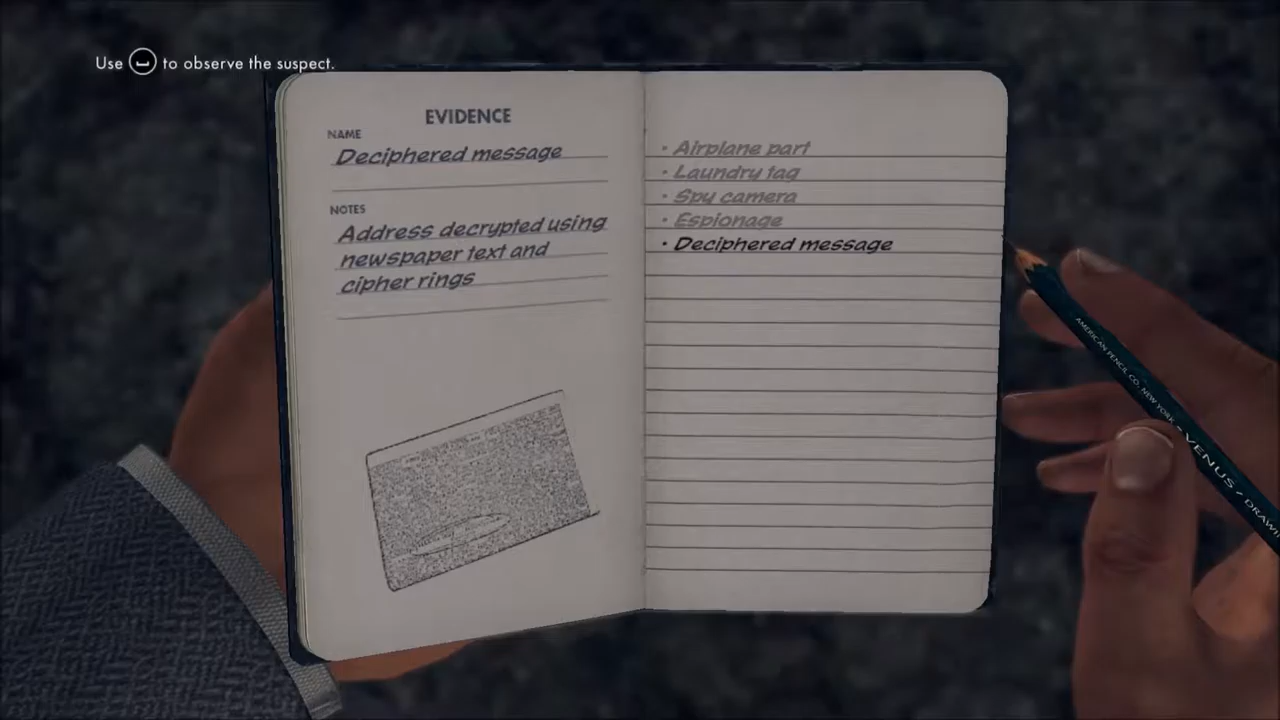 Use to observe the suspect.
EVIDENCE
NAME
Deciphered message
NOTES
Address decrypted using
newspaper text and
cipher rings
• Airplane part
• Laundry tag
• Spy camera
• Espionage
• Deciphered message
AMERICAN PENCIL CO. NEW YORK VENUS / DRAWI